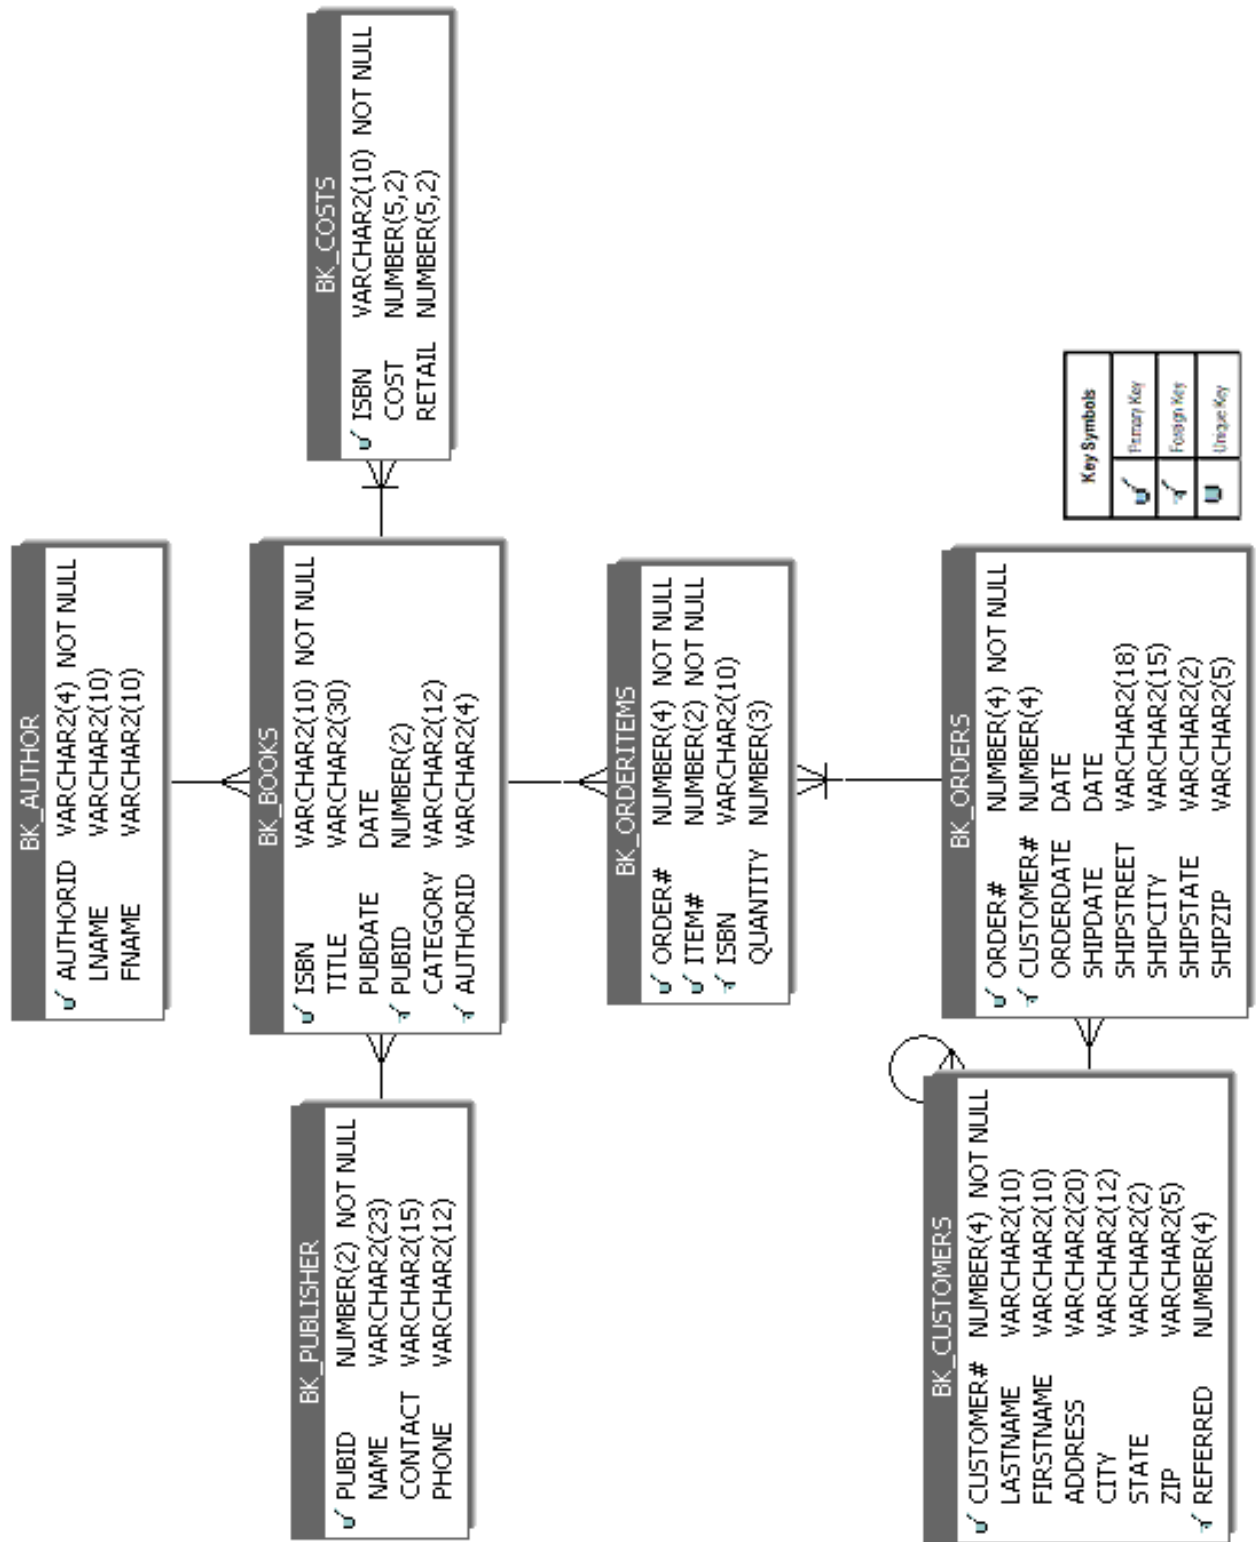 BK_COSTS
ISBN VARCHAR2(10) NOT NULL
COST NUMBER(5,2)
RETAIL NUMBER(5,2)
BK_AUTHOR
AUTHORID VARCHAR2(4) NOT NULL
LNAME VARCHAR2(10)
FNAME VARCHAR2(10)
BK_BOOKS
ISBN VARCHAR2(10) NOT NULL
TITLE VARCHAR2(30)
PUBDATE DATE
PUBID NUMBER(2)
CATEGORY VARCHAR2(12)
AUTHORID VARCHAR2(4)
BK_ORDERITEMS
ORDER# NUMBER(4) NOT NULL
ITEM# NUMBER(2) NOT NULL
ISBN VARCHAR2(10)
QUANTITY NUMBER(3)
BK_ORDERS
ORDER# NUMBER(4) NOT NULL
CUSTOMER# NUMBER(4)
ORDERDATE DATE
SHIPDATE DATE
SHIPSTREET VARCHAR2(18)
SHIPCITY VARCHAR2(15)
SHIPSTATE VARCHAR2(2)
SHIPZIP VARCHAR2(5)
Key Symbols
Primary Key
Foreign Key
Unique Key
BK_PUBLISHER
PUBID NUMBER(2) NOT NULL
NAME VARCHAR2(23)
CONTACT VARCHAR2(15)
PHONE VARCHAR2(12)
BK_CUSTOMERS
CUSTOMER# NUMBER(4) NOT NULL
LASTNAME VARCHAR2(10)
FIRSTNAME VARCHAR2(10)
ADDRESS VARCHAR2(20)
CITY VARCHAR2(12)
STATE VARCHAR2(2)
ZIP VARCHAR2(5)
REFERRED NUMBER(4)